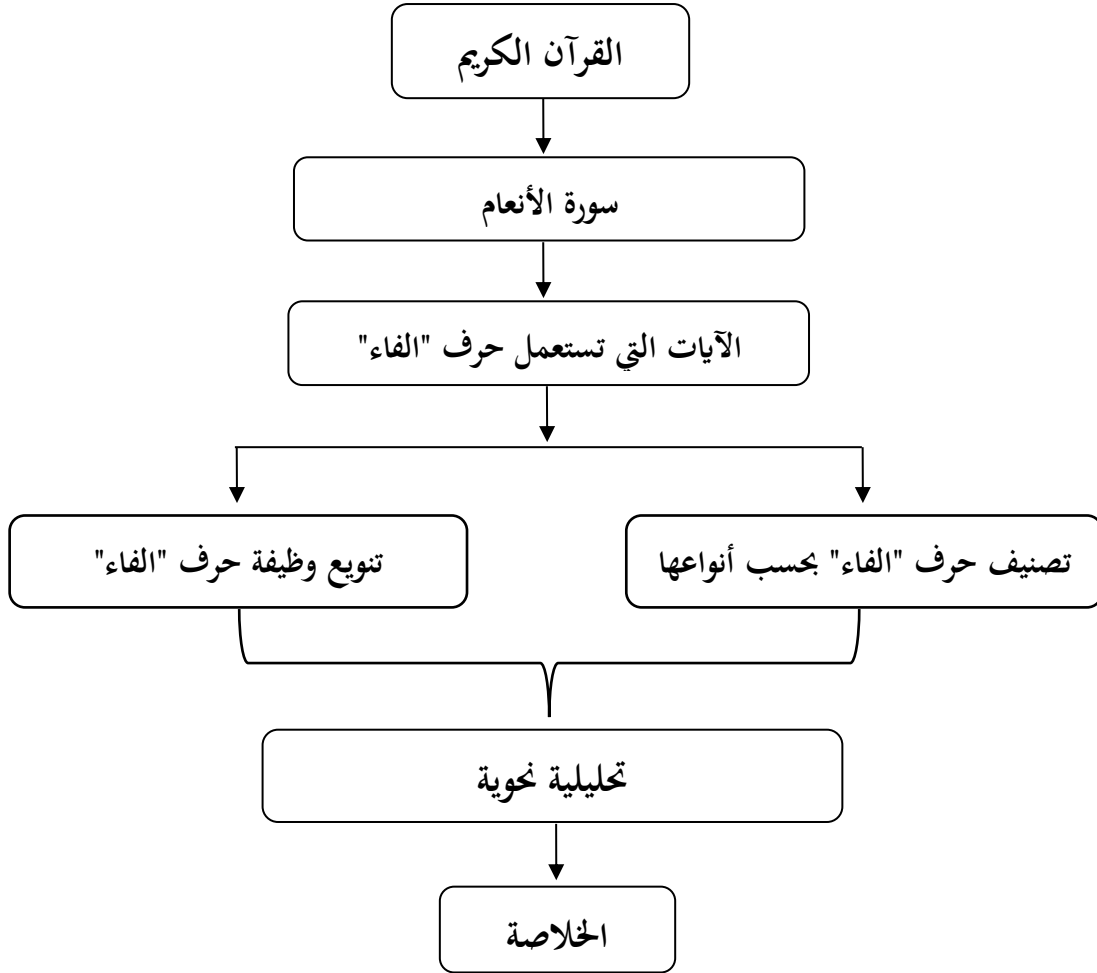 القرآن الكريم
سورة الأنعام
الآيات التي تستعمل حرف "الفاء"
تصنيف حرف "الفاء" بحسب أنواعها
تنويع وظيفة حرف "الفاء"
تحليلية نحوية
الخلاصة